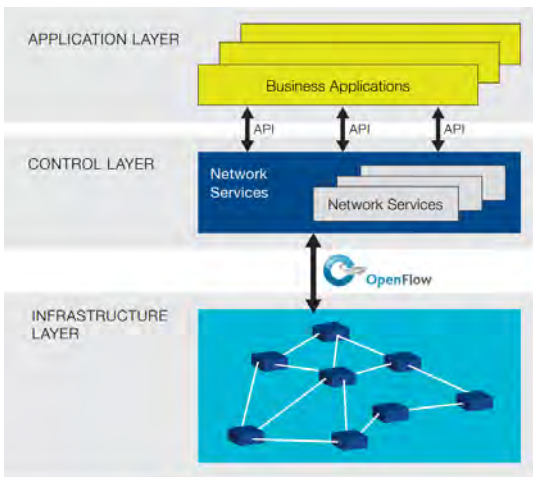 APPLICATION LAYER
Business Applications
API
API
API
CONTROL LAYER
Network
Services
Network Services
OpenFlow
INFRASTRUCTURE
LAYER